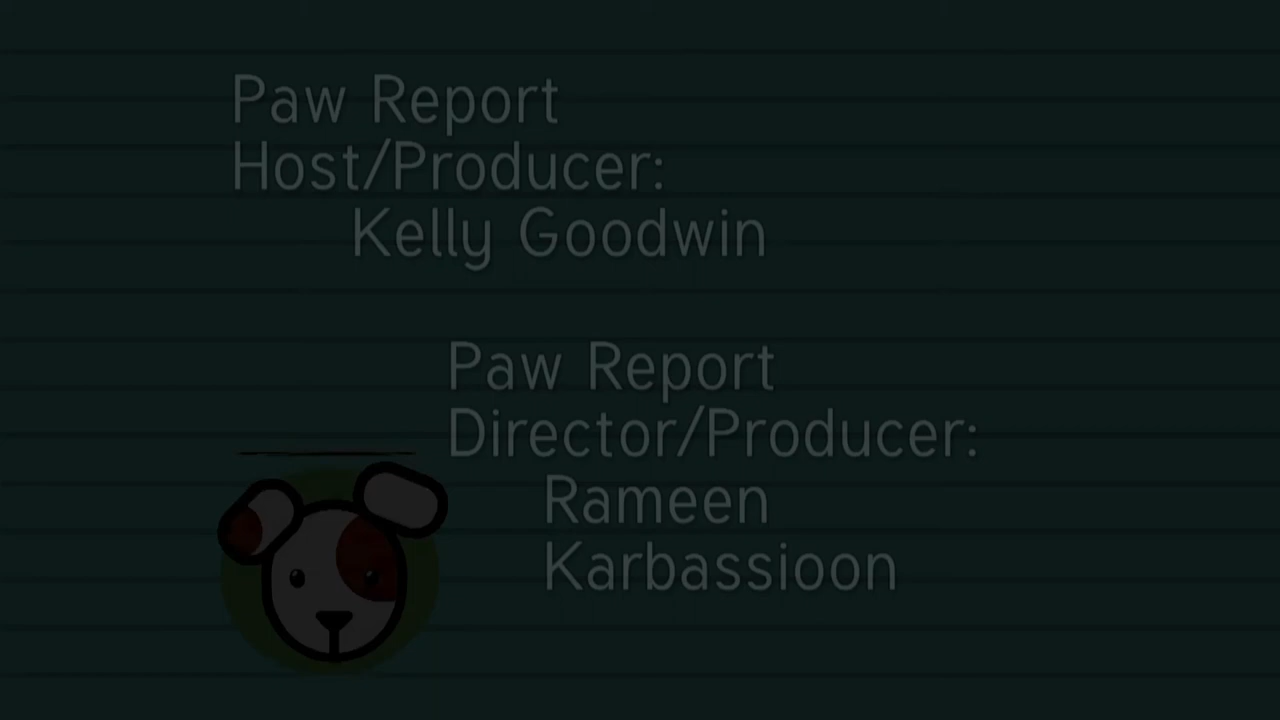 Paw Report
Host/Producer:
Kelly Goodwin
Paw Report
Director/Producer:
Rameen
Karbassioon